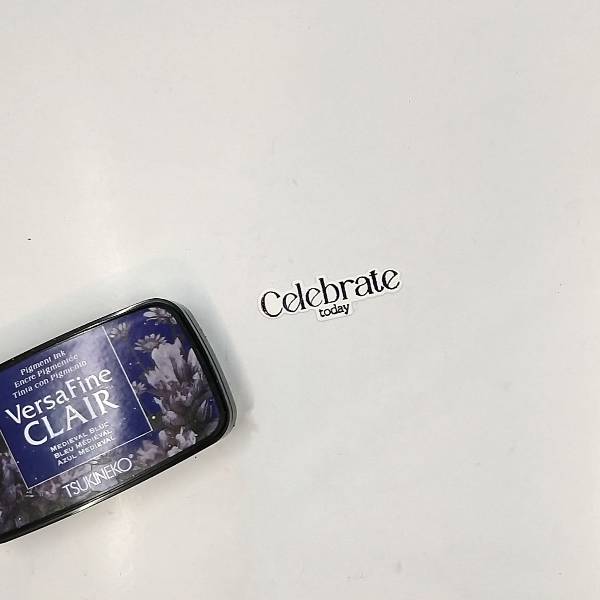 Celebrate
today
Pigment Ink
Encre Pigmentée
Tinta con Pigmento
VersaFine
CLAIR
MEDIEVAL BLUE
BLEU MÉDIÉVAL
AZUL MEDIEVAL
TSUKINEKO®